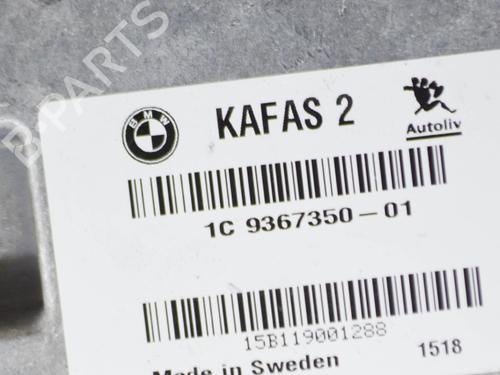 B-PARTS
BMW
KAFAS 2
Autoliv
1C 9367350-01
15B119001288
Made in Sweden
1518